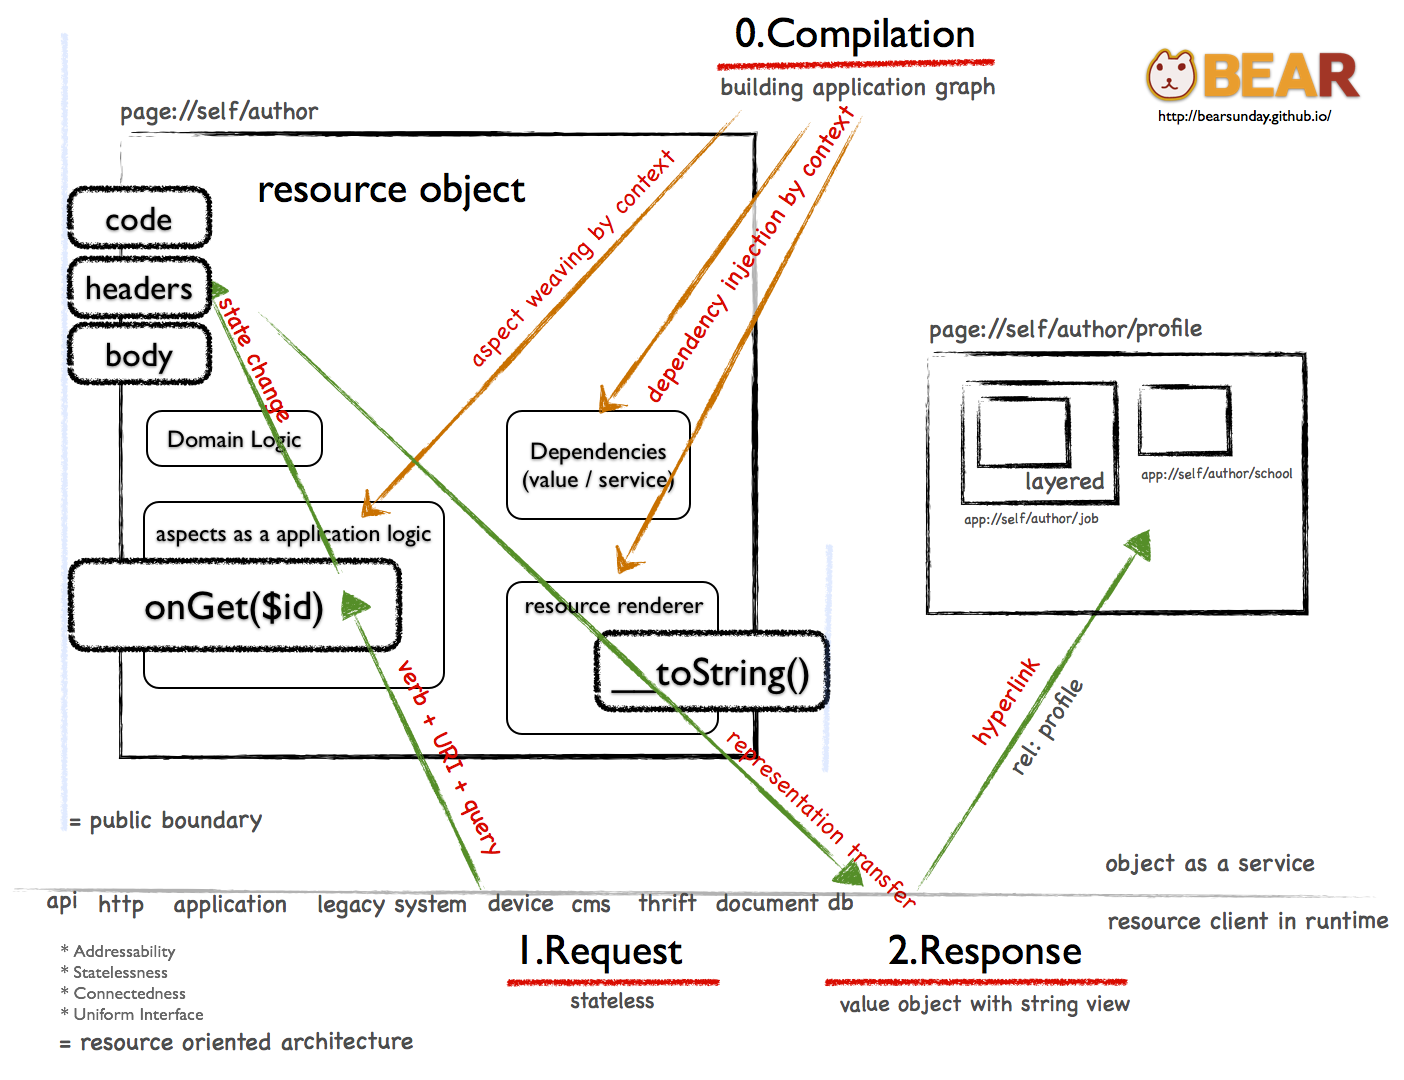 0.Compilation
building application graph
BEAR
http://bearsunday.github.io/
page://self/author
resource object
code
headers
body
state change
aspect weaving by context
dependency injection by context
Domain Logic
Dependencies
(value / service)
aspects as a application logic
onGet($id)
resource renderer
__toString()
verb + URI + query
representation transfer
page://self/author/profile
layered
app://self/author/job
app://self/author/school
hyperlink
rel: profile
= public boundary
object as a service
api http application legacy system device cms thrift document db
resource client in runtime
* Addressability
* Statelessness
* Connectedness
* Uniform Interface
= resource oriented architecture
1.Request
stateless
2.Response
value object with string view